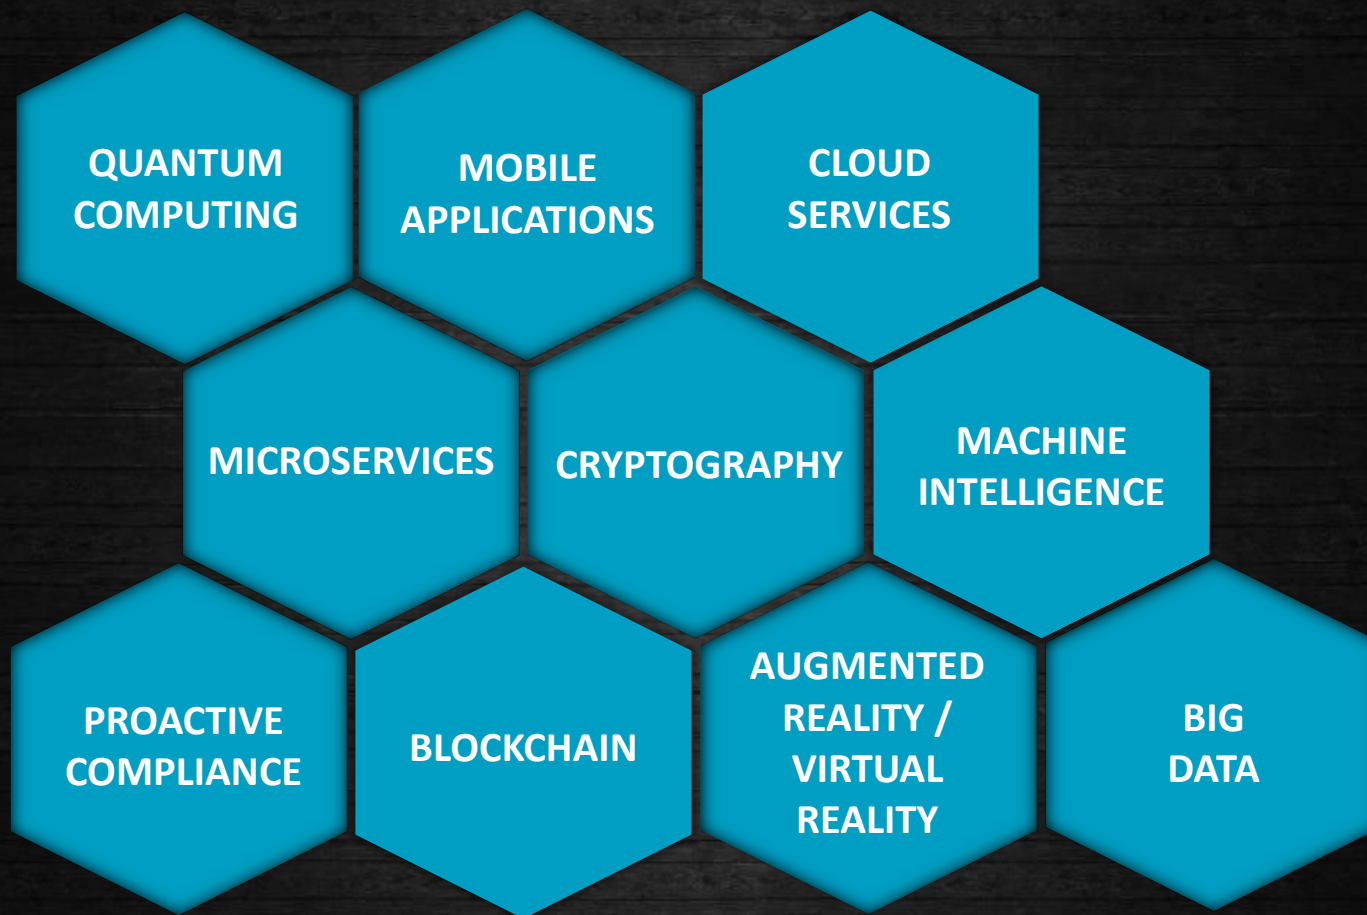 QUANTUM
COMPUTING
MOBILE
APPLICATIONS
CLOUD
SERVICES
MICROSERVICES
CRYPTOGRAPHY
MACHINE
INTELLIGENCE
PROACTIVE
COMPLIANCE
BLOCKCHAIN
AUGMENTED
REALITY /
VIRTUAL
REALITY
BIG
DATA